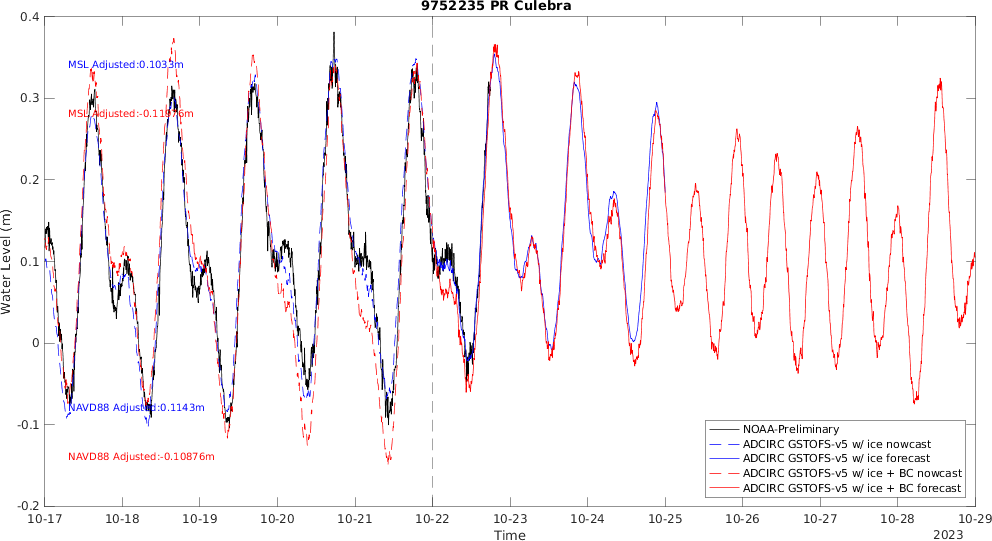 9752235 PR Culebra
0.4
0.3
0.2
0.1
0
-0.1
-0.2
Water Level (m)
MSL Adjusted:0.1033m
MSL Adjusted:-0.11976m
NAVD88 Adjusted:0.1143m
NAVD88 Adjusted:-0.10876m
NOAA-Preliminary
ADCIRC GSTOFS-v5 w/ ice nowcast
ADCIRC GSTOFS-v5 w/ ice forecast
ADCIRC GSTOFS-v5 w/ ice + BC nowcast
ADCIRC GSTOFS-v5 w/ ice + BC forecast
10-17 10-18 10-19 10-20 10-21 10-22 10-23 10-24 10-25 10-26 10-27 10-28 10-29
Time
2023